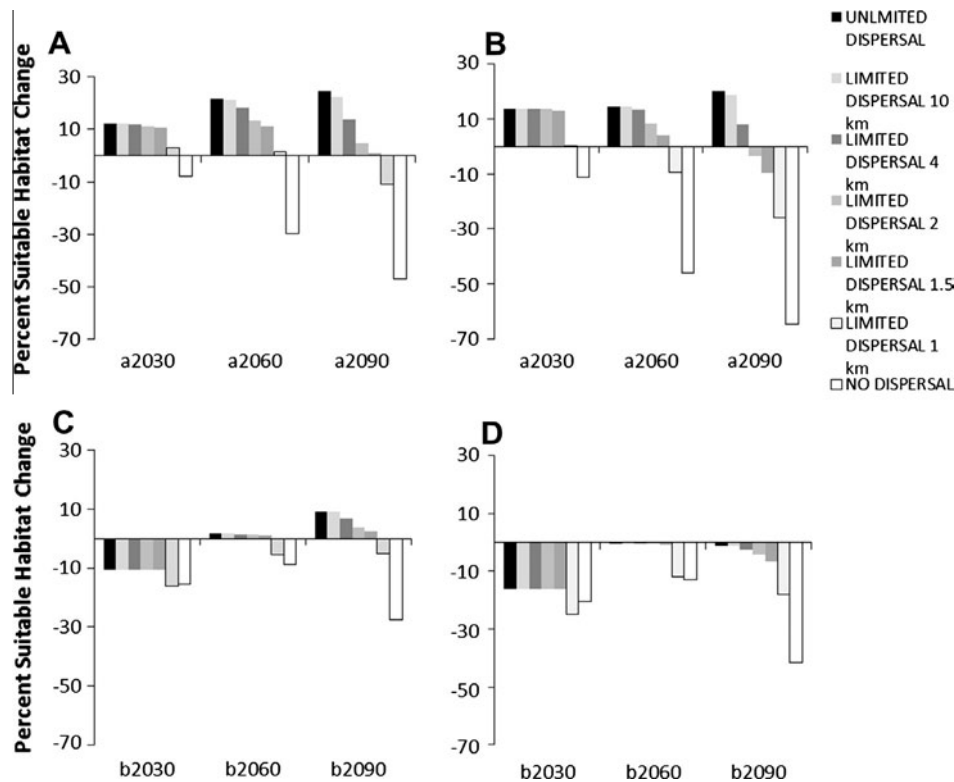 A
Percent Suitable Habitat Change
30
10
-10
-30
-50
-70
a2030 a2060 a2090
B
30
10
-10
-30
-50
-70
a2030 a2060 a2090
UNLMITED
DISPERSAL
LIMITED
DISPERSAL 10
km
LIMITED
DISPERSAL 4
km
LIMITED
DISPERSAL 2
km
LIMITED
DISPERSAL 1.5
km
LIMITED
DISPERSAL 1
km
NO DISPERSAL
C
Percent Suitable Habitat Change
30
10
-10
-30
-50
-70
b2030 b2060 b2090
D
30
10
-10
-30
-50
-70
b2030 b2060 b2090